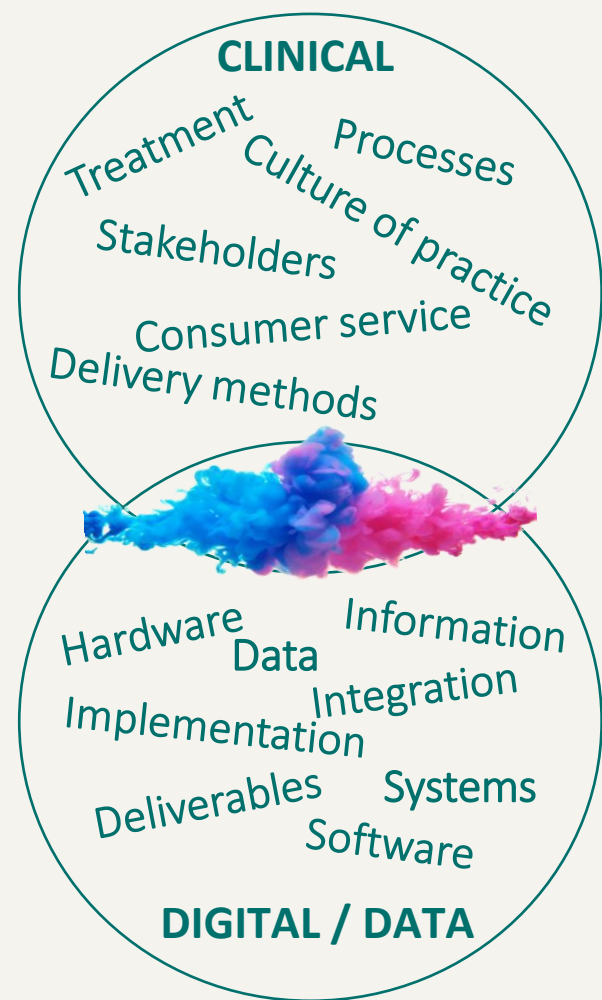 CLINICAL
Treatment
Processes
Culture of practice
Stakeholders
Consumer service
Delivery methods
Hardware
Information
Data
Integration
Implementation
Systems
Deliverables
Software
DIGITAL / DATA